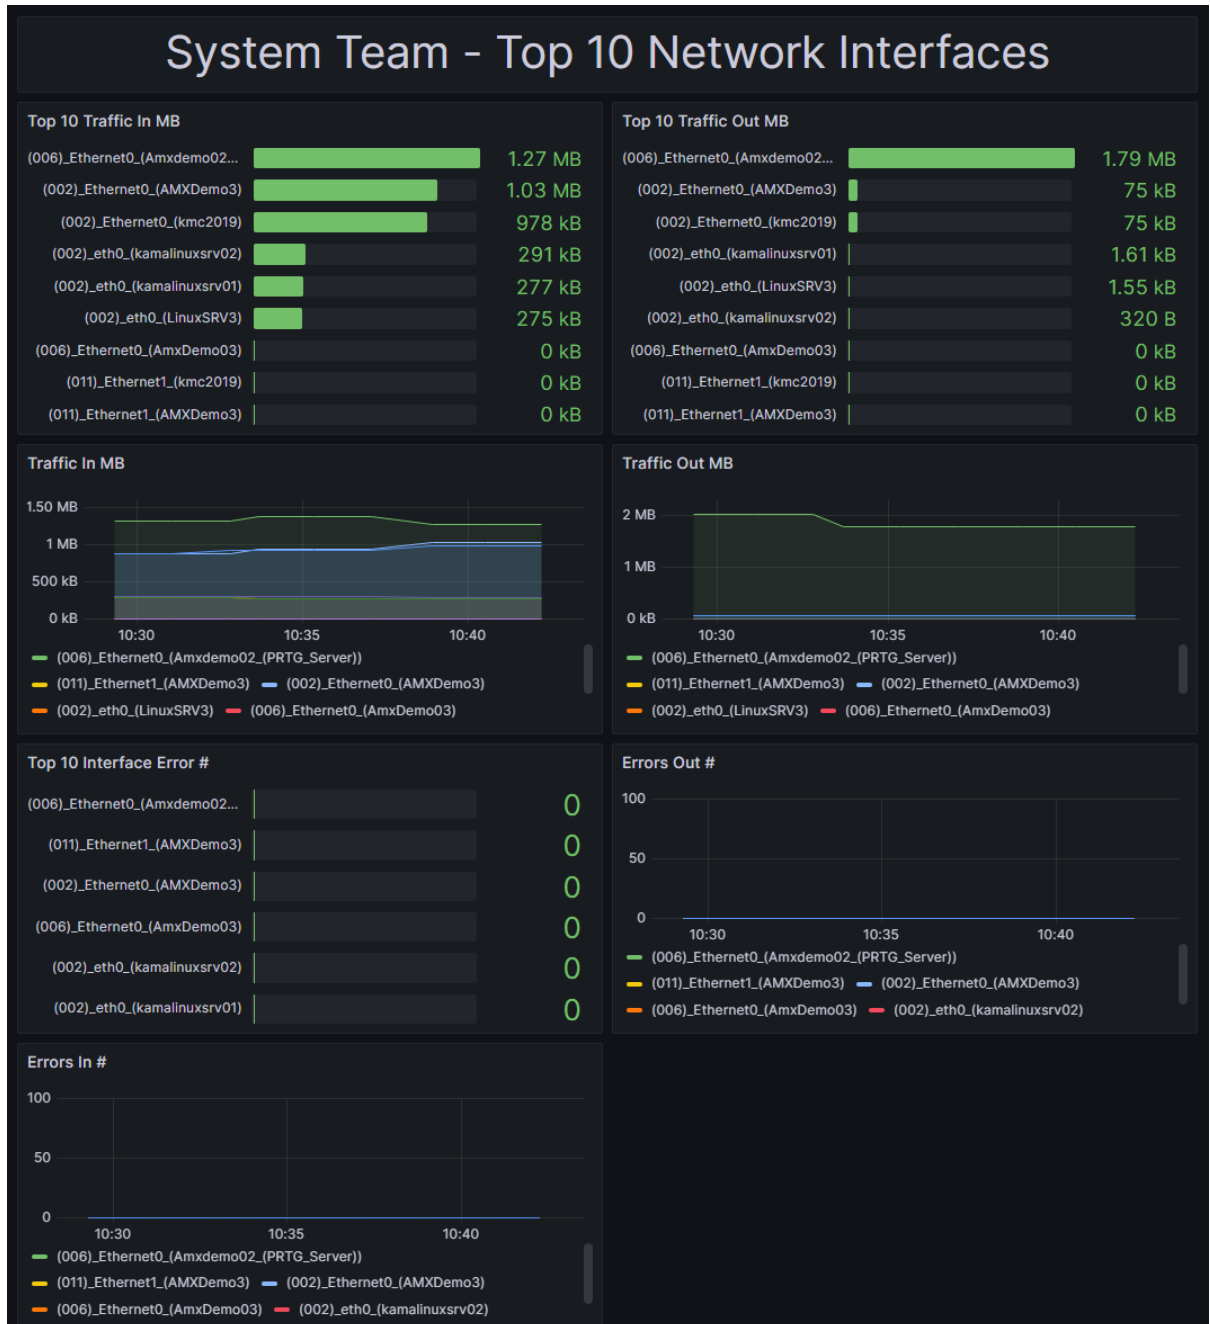 System Team - Top 10 Network Interfaces
Top 10 Traffic In MB
(006)_Ethernet0_(Amxdemo02... 1.27 MB
(002)_Ethernet0_(AMXDemo3) 1.03 MB
(002)_Ethernet0_(kmc2019) 978 kB
(002)_eth0_(kamalinuxsrv02) 291 kB
(002)_eth0_(kamalinuxsrv01) 277 kB
(002)_eth0_(LinuxSRV3) 275 kB
(006)_Ethernet0_(AmxDemo03) 0 kB
(011)_Ethernet1_(kmc2019) 0 kB
(011)_Ethernet1_(AMXDemo3) 0 kB
Top 10 Traffic Out MB
(006)_Ethernet0_(Amxdemo02... 1.79 MB
(002)_Ethernet0_(AMXDemo3) 75 kB
(002)_Ethernet0_(kmc2019) 75 kB
(002)_eth0_(kamalinuxsrv01) 1.61 kB
(002)_eth0_(LinuxSRV3) 1.55 kB
(002)_eth0_(kamalinuxsrv02) 320 B
(006)_Ethernet0_(AmxDemo03) 0 kB
(011)_Ethernet1_(kmc2019) 0 kB
(011)_Ethernet1_(AMXDemo3) 0 kB
Traffic In MB
1.50 MB
1 MB
500 kB
0 kB
10:30 10:35 10:40
(006)_Ethernet0_(Amxdemo02_(PRTG_Server))
(011)_Ethernet1_(AMXDemo3) (002)_Ethernet0_(AMXDemo3)
(002)_eth0_(LinuxSRV3) (006)_Ethernet0_(AmxDemo03)
Traffic Out MB
2 MB
1 MB
0 kB
10:30 10:35 10:40
(006)_Ethernet0_(Amxdemo02_(PRTG_Server))
(011)_Ethernet1_(AMXDemo3) (002)_Ethernet0_(AMXDemo3)
(002)_eth0_(LinuxSRV3) (006)_Ethernet0_(AmxDemo03)
Top 10 Interface Error #
(006)_Ethernet0_(Amxdemo02... 0
(011)_Ethernet1_(AMXDemo3) 0
(002)_Ethernet0_(AMXDemo3) 0
(006)_Ethernet0_(AmxDemo03) 0
(002)_eth0_(kamalinuxsrv02) 0
(002)_eth0_(kamalinuxsrv01) 0
Errors Out #
100
50
0
10:30 10:35 10:40
(006)_Ethernet0_(Amxdemo02_(PRTG_Server))
(011)_Ethernet1_(AMXDemo3) (002)_Ethernet0_(AMXDemo3)
(006)_Ethernet0_(AmxDemo03) (002)_eth0_(kamalinuxsrv02)
Errors In #
100
50
0
10:30 10:35 10:40
(006)_Ethernet0_(Amxdemo02_(PRTG_Server))
(011)_Ethernet1_(AMXDemo3) (002)_Ethernet0_(AMXDemo3)
(006)_Ethernet0_(AmxDemo03) (002)_eth0_(kamalinuxsrv02)